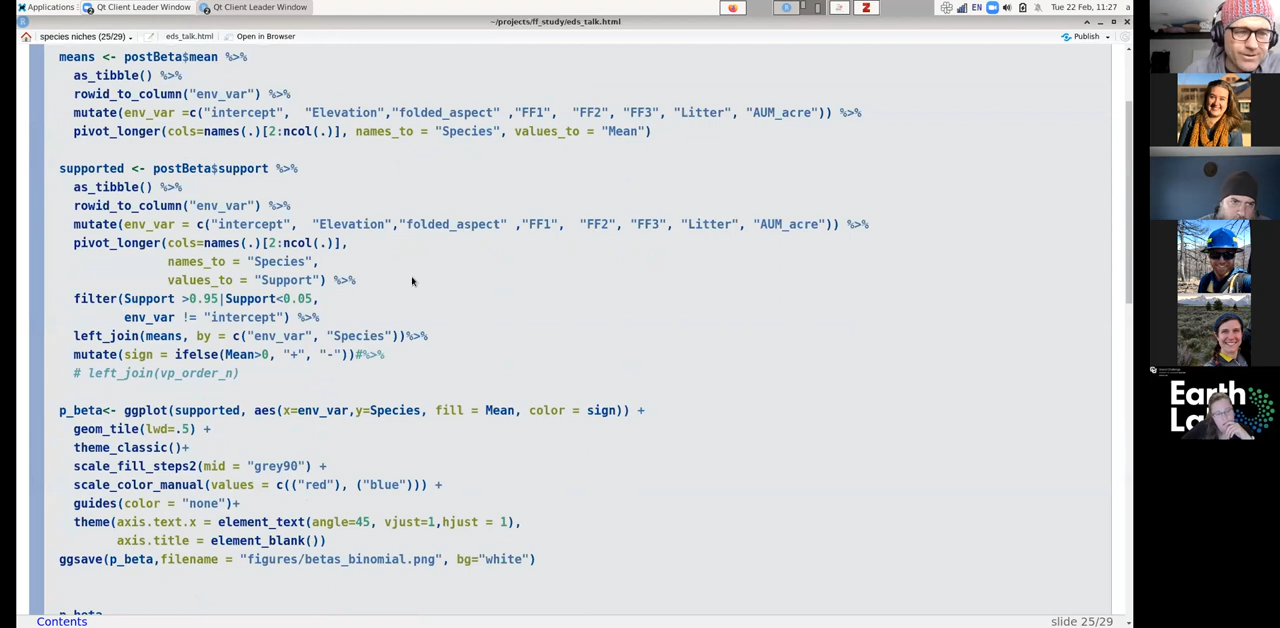 Applications
Qt Client Leader Window
Qt Client Leader Window
EN
Tue 22 Feb, 11:27
a
~/projects/ff_study/eds_talk.html
species niches (25/29)
eds_talk.html
Open in Browser
Publish
means <- postBeta$mean %>%
as_tibble() %>%
rowid_to_column("env_var") %>%
mutate(env_var =c("intercept",  "Elevation","folded_aspect" ,"FF1",  "FF2", "FF3", "Litter", "AUM_acre")) %>%
pivot_longer(cols=names(.)[2:ncol(.)], names_to = "Species", values_to = "Mean")
supported <- postBeta$support %>%
as_tibble() %>%
rowid_to_column("env_var") %>%
mutate(env_var = c("intercept",  "Elevation","folded_aspect" ,"FF1",  "FF2", "FF3", "Litter", "AUM_acre")) %>%
pivot_longer(cols=names(.)[2:ncol(.)],
names_to = "Species",
values_to = "Support") %>%
filter(Support >0.95|Support<0.05,
env_var != "intercept") %>%
left_join(means, by = c("env_var", "Species"))%>%
mutate(sign = ifelse(Mean>0, "+", "-"))#%>%
# left_join(vp_order_n)
p_beta<- ggplot(supported, aes(x=env_var,y=Species, fill = Mean, color = sign)) +
geom_tile(lwd=.5) +
theme_classic()+
scale_fill_steps2(mid = "grey90") +
scale_color_manual(values = c(("red"), ("blue"))) +
guides(color = "none")+
theme(axis.text.x = element_text(angle=45, vjust=1,hjust = 1),
axis.title = element_blank())
ggsave(p_beta,filename = "figures/betas_binomial.png", bg="white")
p_beta
Contents
slide 25/29
Earth
La